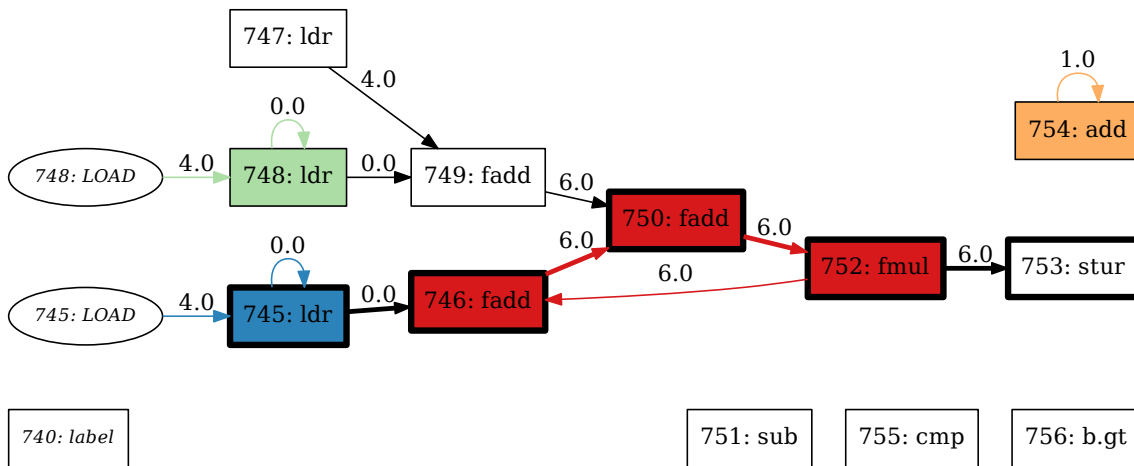 747: ldr
4.0
1.0
754: add
0.0
748: LOAD
4.0
748: ldr
0.0
749: fadd
6.0
750: fadd
6.0
6.0
752: fmul
6.0
753: stur
6.0
0.0
745: LOAD
4.0
745: ldr
0.0
746: fadd
740: label
751: sub
755: cmp
756: b.gt